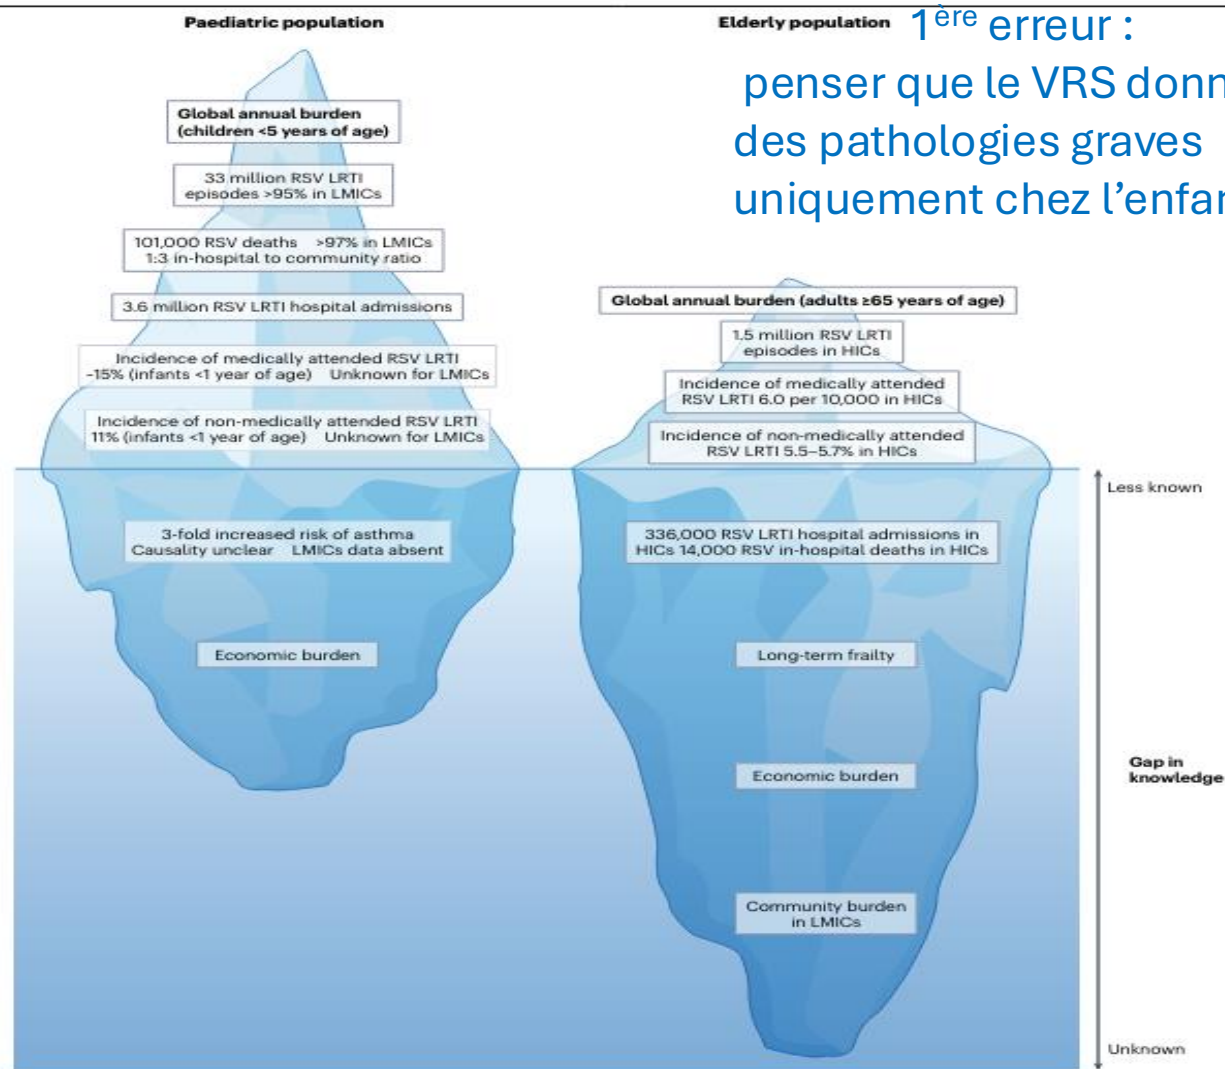 Paediatric population
Global annual burden
(children <5 years of age)
33 million RSV LRTI
episodes >95% in LMICs
101,000 RSV deaths >97% in LMICs
1:3 in-hospital to community ratio
3.6 million RSV LRTI hospital admissions
Incidence of medically attended RSV LRTI
~15% (infants <1 year of age) Unknown for LMICs
Incidence of non-medically attended RSV LRTI
11% (infants <1 year of age) Unknown for LMICs
3-fold increased risk of asthma
Causality unclear LMICs data absent
Economic burden
Elderly population
1ère erreur :
penser que le VRS donn
des pathologies graves
uniquement chez l’enfan
Global annual burden (adults ≥65 years of age)
1.5 million RSV LRTI
episodes in HICs
Incidence of medically attended
RSV LRTI 6.0 per 10,000 in HICs
Incidence of non-medically attended
RSV LRTI 5.5–5.7% in HICs
336,000 RSV LRTI hospital admissions in
HICs 14,000 RSV in-hospital deaths in HICs
Long-term frailty
Economic burden
Community burden
in LMICs
Less known
Gap in
knowledge
Unknown